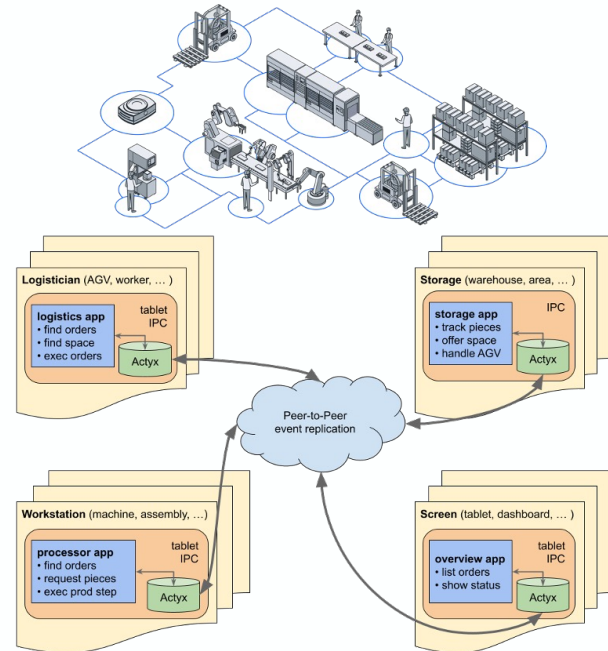 Logistician (AGV, worker, … )
logistics app
• find orders
• find space
• exec orders
tablet
IPC
Actyx
Storage (warehouse, area, … )
storage app
• track pieces
• offer space
• handle AGV
IPC
Actyx
Peer-to-Peer
event replication
Workstation (machine, assembly, …)
processor app
• find orders
• request pieces
• exec prod step
tablet
IPC
Actyx
Screen (tablet, dashboard, … )
overview app
• list orders
• show status
tablet
IPC
Actyx